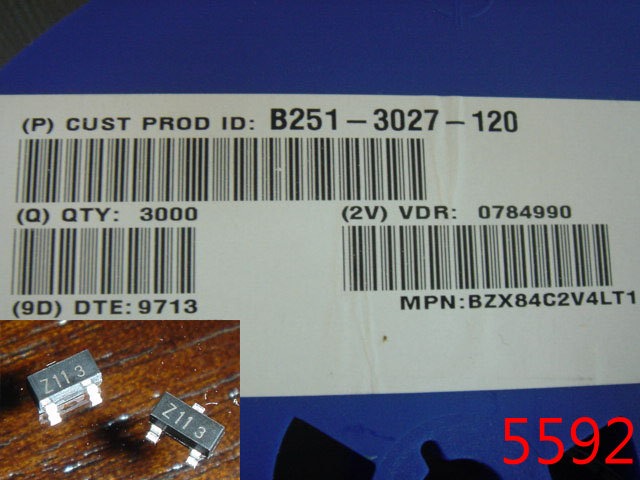 (P) CUST PROD ID: B251-3027-120
(Q) QTY: 3000
(2V) VDR: 0784990
(9D) DTE: 9713
MPN:BZX84C2V4LT1
Z11 3
Z11 3
5592